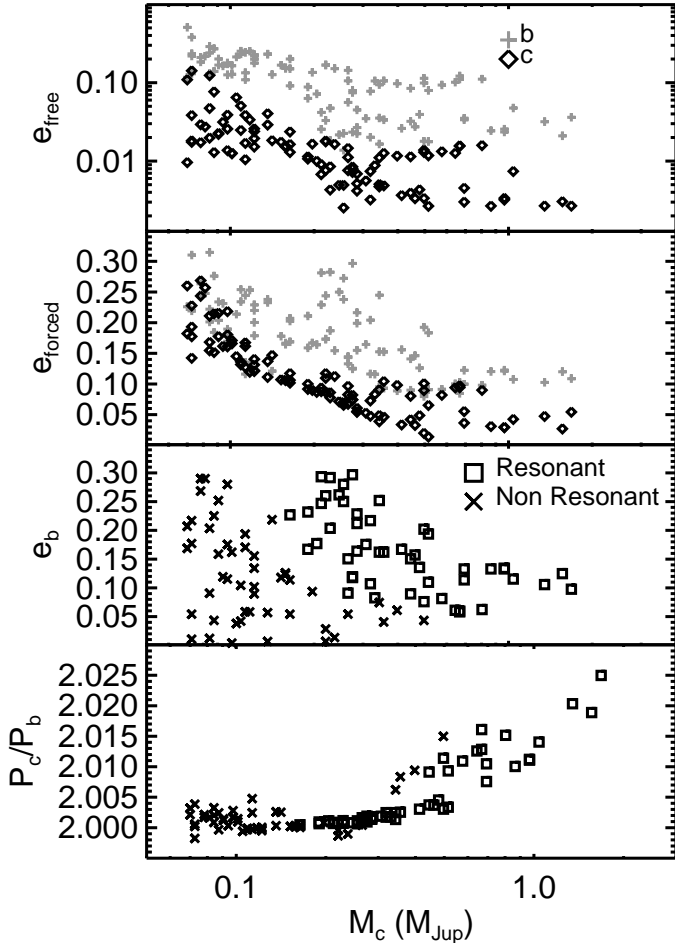 b
c
0.10
0.01
e_free
0.30
0.25
0.20
0.15
0.10
0.05
e_forced
Resonant
Non Resonant
0.30
0.25
0.20
0.15
0.10
0.05
e_b
2.025
2.020
2.015
2.010
2.005
2.000
P_c/P_b
0.1
1.0
M_c (M_Jup)